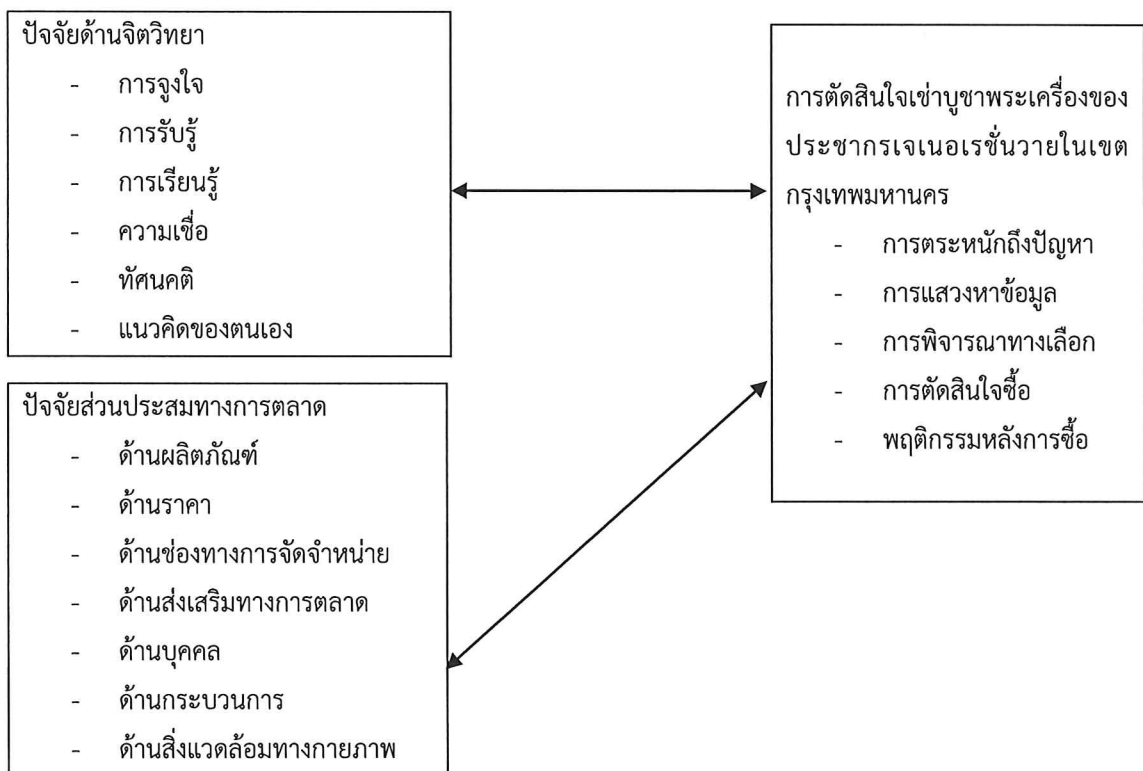 ปัจจัยด้านจิตวิทยา
- การจูงใจ
- การรับรู้
- การเรียนรู้
- ความเชื่อ
- ทัศนคติ
- แนวคิดของตนเอง
ปัจจัยส่วนประสมทางการตลาด
- ด้านผลิตภัณฑ์
- ด้านราคา
- ด้านช่องทางการจัดจำหน่าย
- ด้านส่งเสริมทางการตลาด
- ด้านบุคคล
- ด้านกระบวนการ
- ด้านสิ่งแวดล้อมทางกายภาพ
การตัดสินใจเช่าบูชาพระเครื่องของ
ประชากรเจเนอเรชั่นวายในเขต
กรุงเทพมหานคร
- การตระหนักถึงปัญหา
- การแสวงหาข้อมูล
- การพิจารณาทางเลือก
- การตัดสินใจซื้อ
- พฤติกรรมหลังการซื้อ